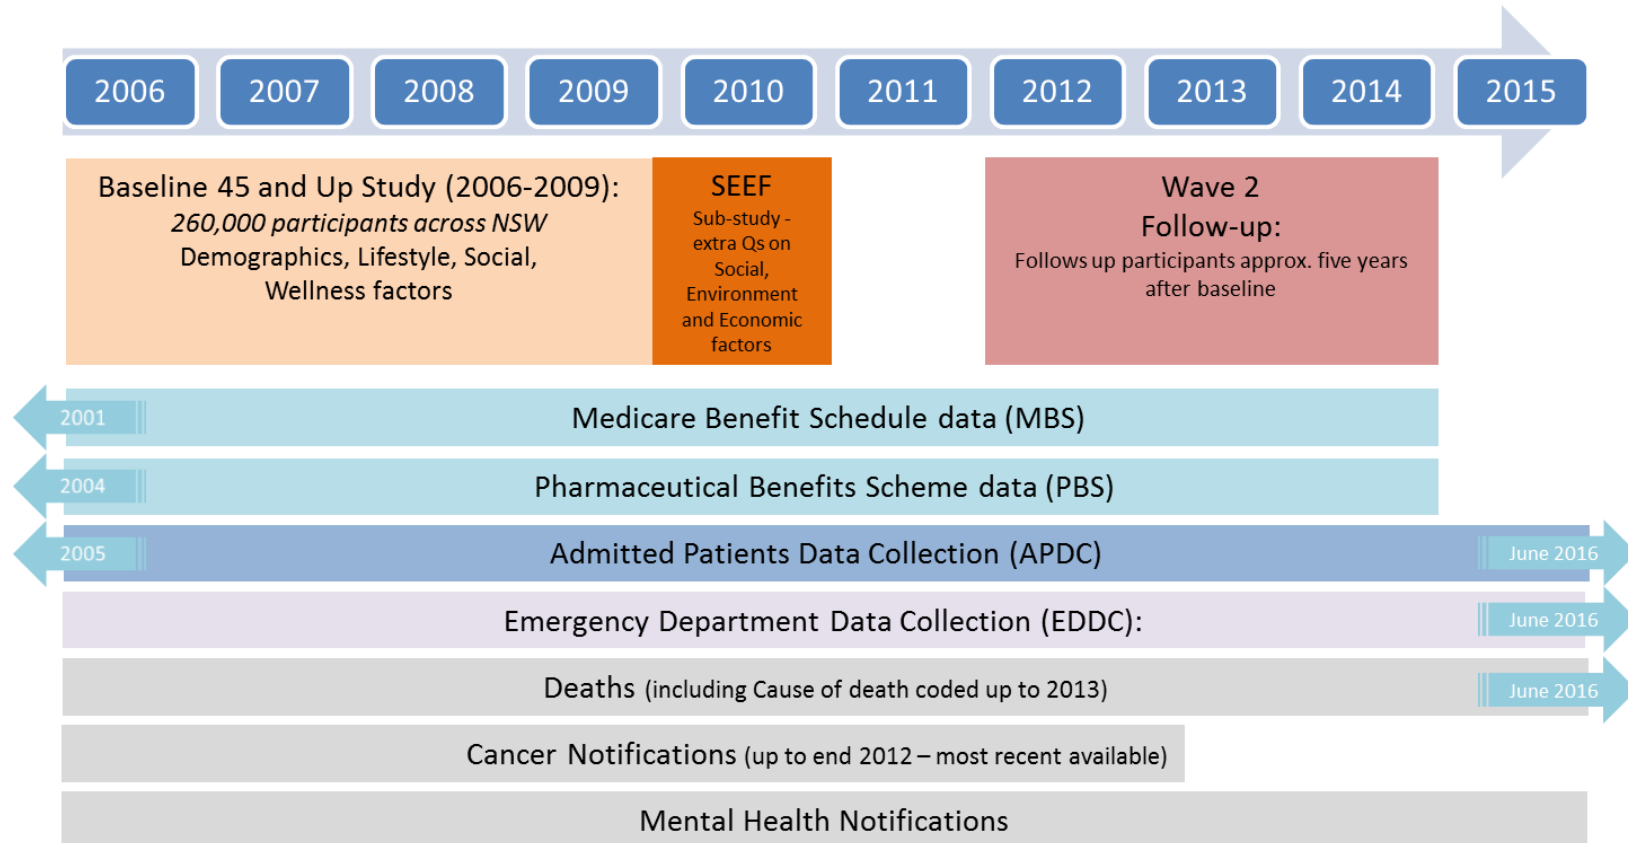 2006 2007 2008 2009 2010 2011 2012 2013 2014 2015
Baseline 45 and Up Study (2006-2009):
260,000 participants across NSW
Demographics, Lifestyle, Social,
Wellness factors
SEEF
Sub-study -
extra Qs on
Social,
Environment
and Economic
factors
Wave 2
Follow-up:
Follows up participants approx. five years
after baseline
2001 Medicare Benefit Schedule data (MBS)
2004 Pharmaceutical Benefits Scheme data (PBS)
2005 Admitted Patients Data Collection (APDC) June 2016
Emergency Department Data Collection (EDDC): June 2016
Deaths (including Cause of death coded up to 2013) June 2016
Cancer Notifications (up to end 2012 – most recent available)
Mental Health Notifications